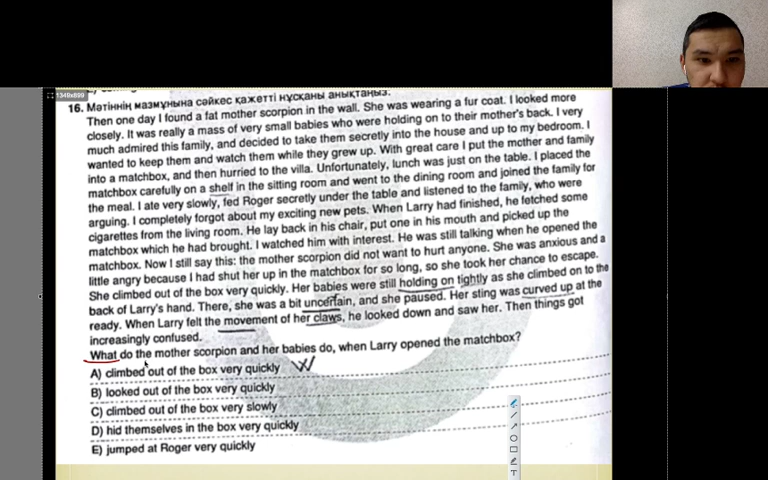 1349x899
16. Мәтіннің мазмұнына сәйкес қажетті нұсқаны анықтаңыз.
Then one day I found a fat mother scorpion in the wall. She was wearing a fur coat. I looked more
closely. It was really a mass of very small babies who were holding on to their mother's back. I very
much admired this family, and decided to take them secretly into the house and up to my bedroom. I
wanted to keep them and watch them while they grew up. With great care I put the mother and family
into a matchbox, and then hurried to the villa. Unfortunately, lunch was just on the table. I placed the
matchbox carefully on a shelf in the sitting room and went to the dining room and joined the family for
the meal. I ate very slowly, fed Roger secretly under the table and listened to the family, who were
arguing. I completely forgot about my exciting new pets. When Larry had finished, he fetched some
cigarettes from the living room. He lay back in his chair, put one in his mouth and picked up the
matchbox which he had brought. I watched him with interest. He was still talking when he opened the
matchbox. Now I still say this: the mother scorpion did not want to hurt anyone. She was anxious and a
little angry because I had shut her up in the matchbox for so long, so she took her chance to escape.
She climbed out of the box very quickly. Her babies were still holding on tightly as she climbed on to the
back of Larry's hand. There, she was a bit uncertain, and she paused. Her sting was curved up at the
ready. When Larry felt the movement of her claws, he looked down and saw her. Then things got
increasingly confused.
What do the mother scorpion and her babies do, when Larry opened the matchbox?
A) climbed out of the box very quickly
B) looked out of the box very quickly
C) climbed out of the box very slowly
D) hid themselves in the box very quickly
E) jumped at Roger very quickly